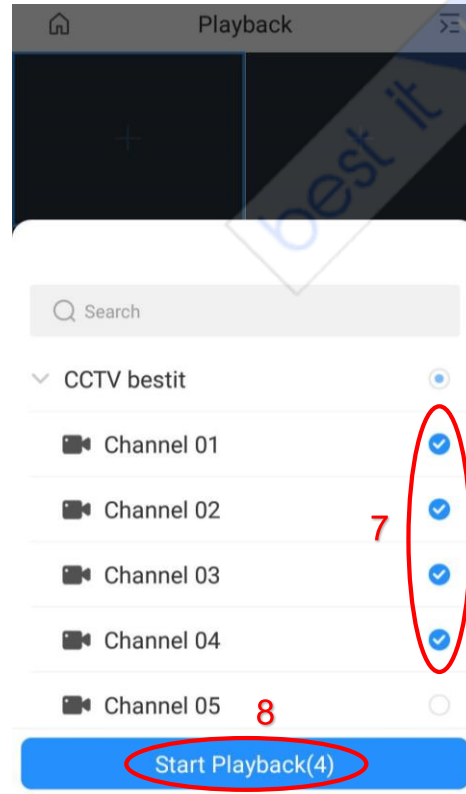 Playback
best it
Search
CCTV bestit
Channel 01
Channel 02
7
Channel 03
Channel 04
Channel 05
8
Start Playback(4)